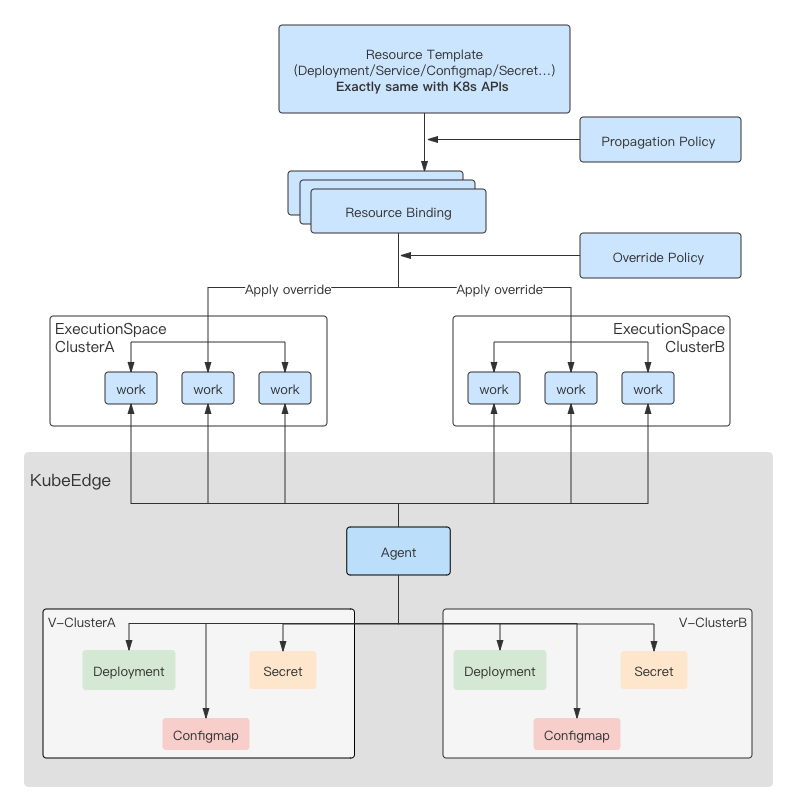 Resource Template
(Deployment/Service/Configmap/Secret...)
Exactly same with K8s APIs
Propagation Policy
Resource Binding
Override Policy
Apply override
Apply override
ExecutionSpace
ClusterA
work
work
work
ExecutionSpace
ClusterB
work
work
work
KubeEdge
Agent
V-ClusterA
Deployment
Secret
Configmap
V-ClusterB
Deployment
Secret
Configmap